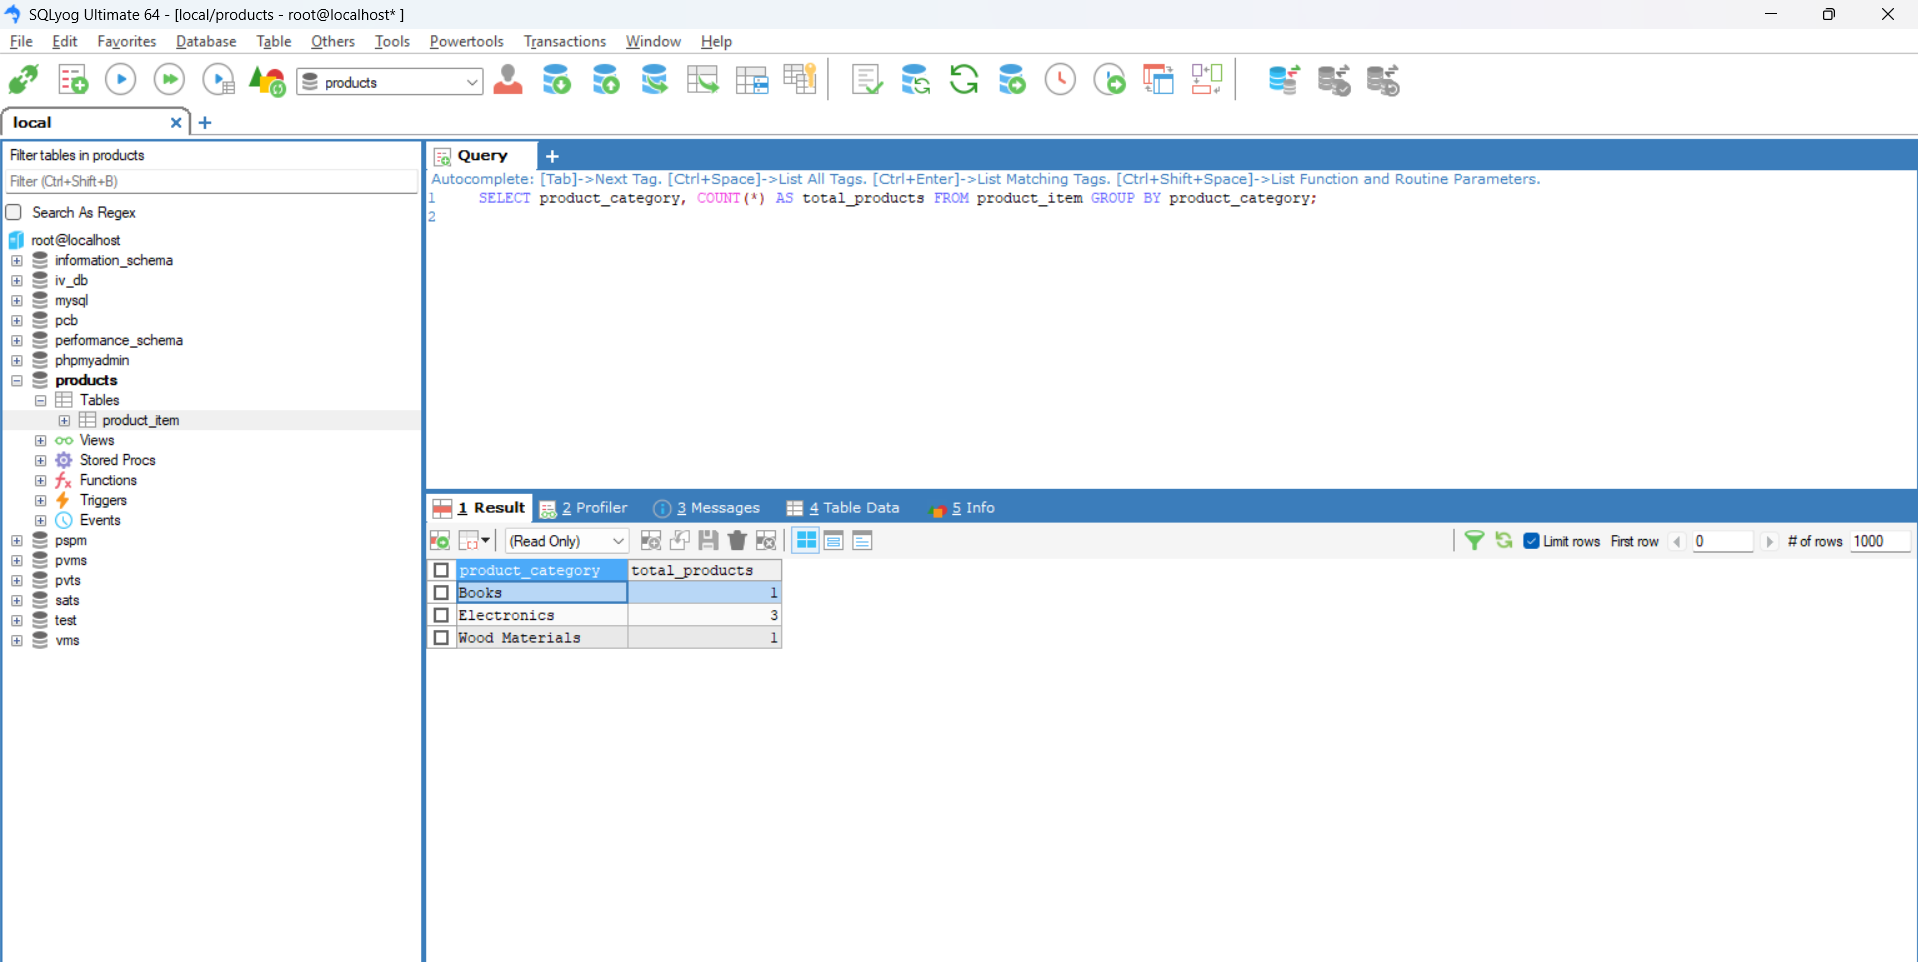 SQLyog Ultimate 64 - [local/products - root@localhost* ]
File Edit Favorites Database Table Others Tools Powertools Transactions Window Help
products
local
Filter tables in products
Filter (Ctrl+Shift+B)
Search As Regex
root@localhost
information_schema
iv_db
mysql
pcb
performance_schema
phpmyadmin
products
Tables
product_item
Views
Stored Procs
Functions
Triggers
Events
pspm
pvms
pvts
sats
test
vms
Query
Autocomplete: [Tab]->Next Tag. [Ctrl+Space]->List All Tags. [Ctrl+Enter]->List Matching Tags. [Ctrl+Shift+Space]->List Function and Routine Parameters.
1 SELECT product_category, COUNT(*) AS total_products FROM product_item GROUP BY product_category;
2
1 Result 2 Profiler 3 Messages 4 Table Data 5 Info
(Read Only) Limit rows First row 0 # of rows 1000
product_category total_products
Books 1
Electronics 3
Wood Materials 1